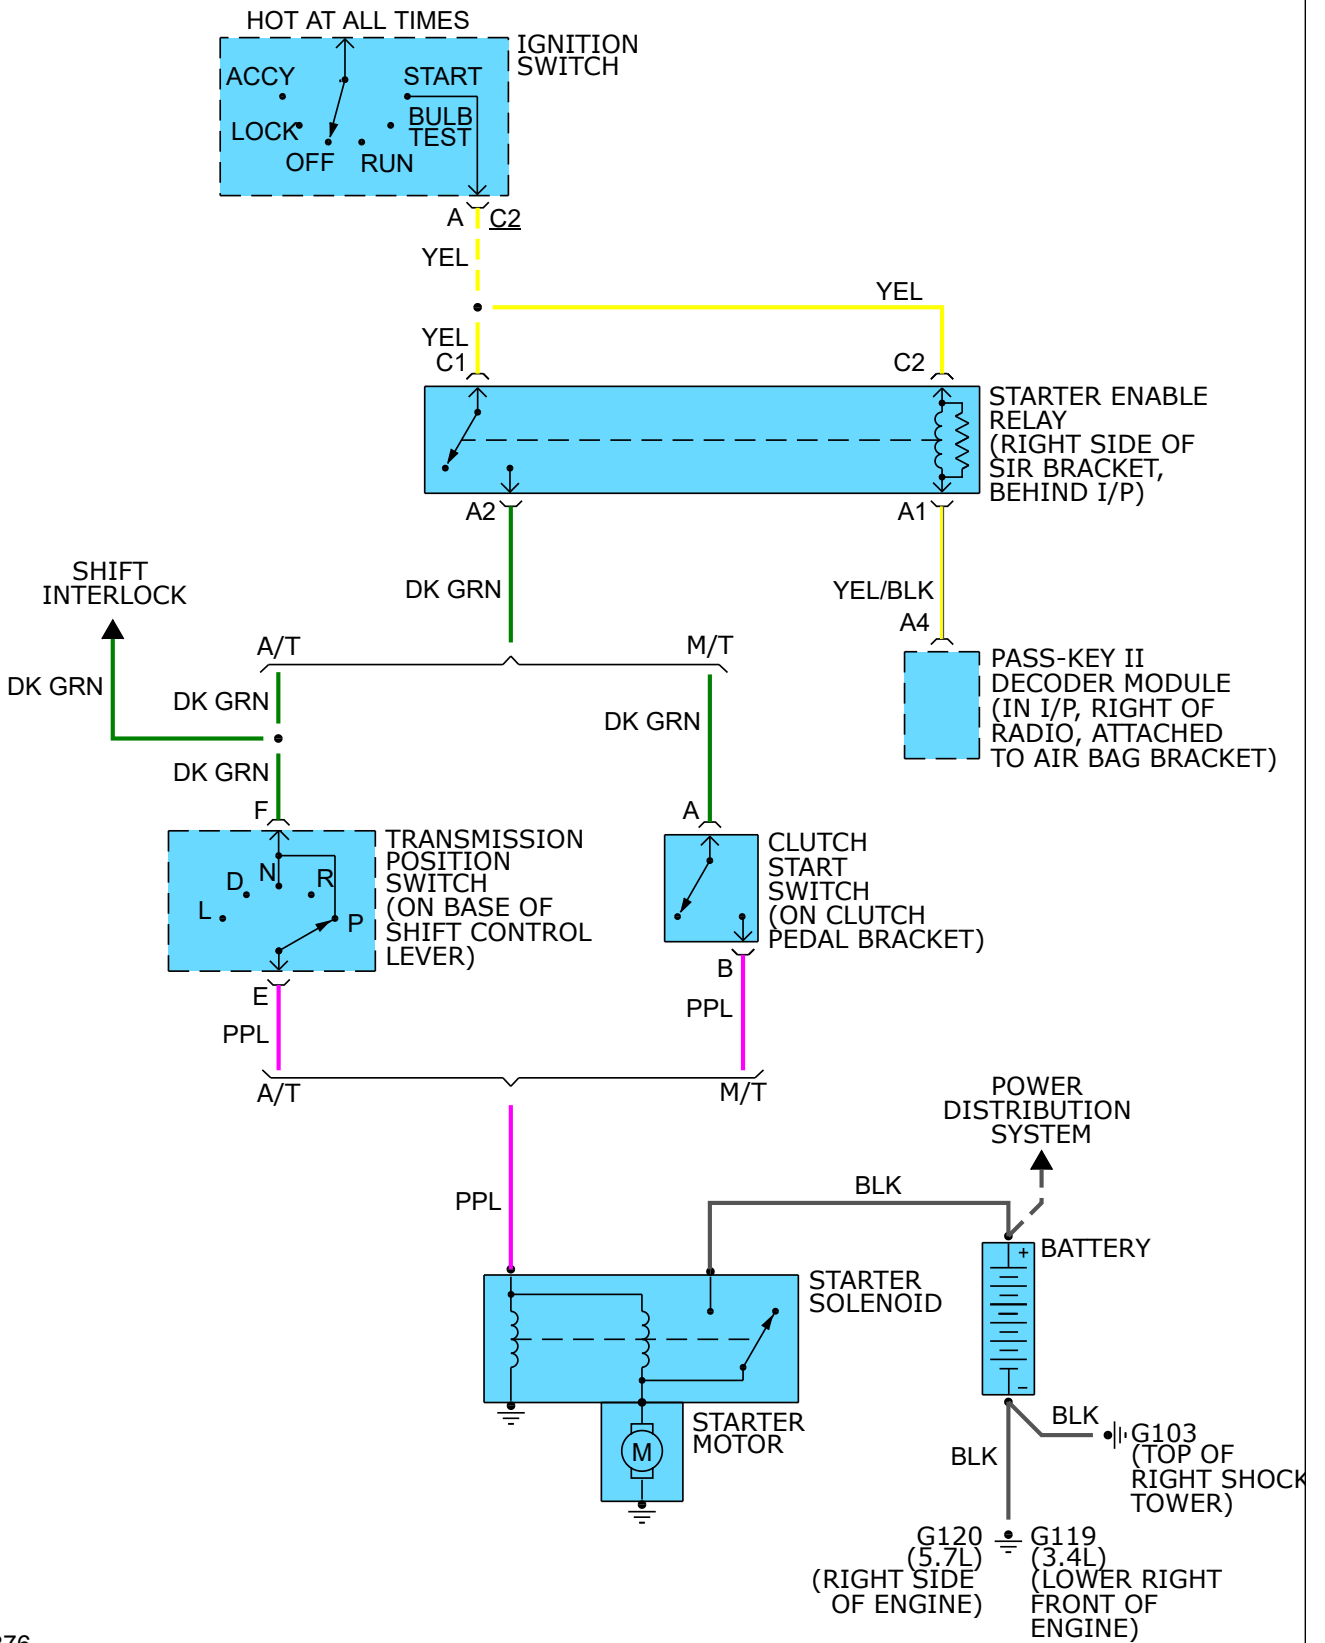 HOT AT ALL TIMES
IGNITION
SWITCH
ACCY
START
LOCK
BULB
TEST
OFF
RUN
A
C2
YEL
YEL
YEL
C1
C2
STARTER ENABLE
RELAY
(RIGHT SIDE OF
SIR BRACKET,
BEHIND I/P)
A2
A1
DK GRN
YEL/BLK
A4
SHIFT
INTERLOCK
A/T
M/T
PASS-KEY II
DECODER MODULE
(IN I/P, RIGHT OF
RADIO, ATTACHED
TO AIR BAG BRACKET)
DK GRN
DK GRN
DK GRN
DK GRN
F
A
TRANSMISSION
POSITION
SWITCH
(ON BASE OF
SHIFT CONTROL
LEVER)
D
N
R
L
P
CLUTCH
START
SWITCH
(ON CLUTCH
PEDAL BRACKET)
E
B
PPL
PPL
A/T
M/T
POWER
DISTRIBUTION
SYSTEM
PPL
BLK
BATTERY
+
−
STARTER
SOLENOID
STARTER
MOTOR
M
BLK
BLK
G103
(TOP OF
RIGHT SHOCK
TOWER)
G120
(5.7L)
(RIGHT SIDE
OF ENGINE)
G119
(3.4L)
(LOWER RIGHT
FRONT OF
ENGINE)